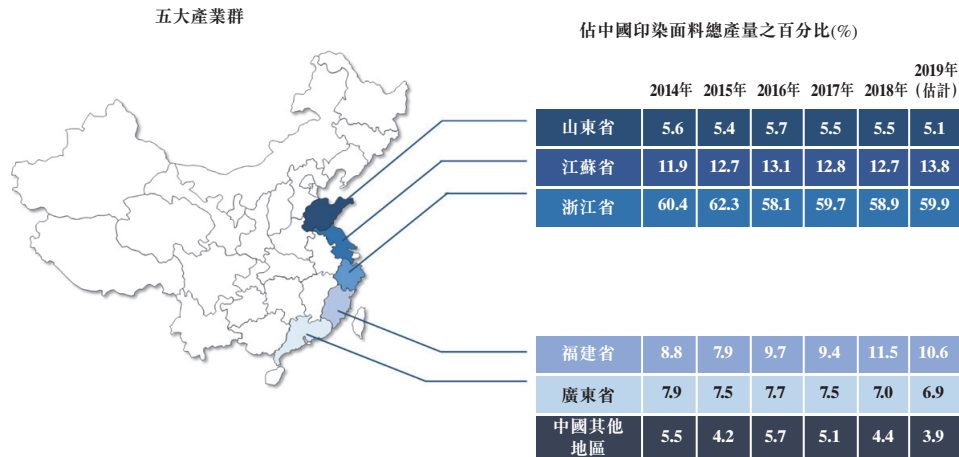 五大產業群
佔中國印染面料總產量之百分比(%)
2014年 2015年 2016年 2017年 2018年 2019年(估計)
山東省 5.6 5.4 5.7 5.5 5.5 5.1
江蘇省 11.9 12.7 13.1 12.8 12.7 13.8
浙江省 60.4 62.3 58.1 59.7 58.9 59.9
福建省 8.8 7.9 9.7 9.4 11.5 10.6
廣東省 7.9 7.5 7.7 7.5 7.0 6.9
中國其他
地區 5.5 4.2 5.7 5.1 4.4 3.9